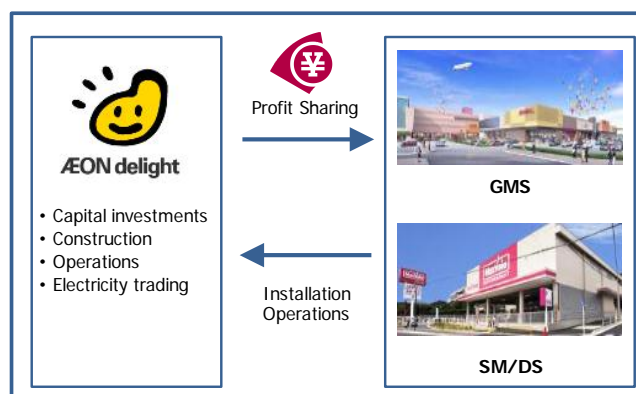 ÆON delight
• Capital investments
• Construction
• Operations
• Electricity trading
¥
Profit Sharing
Installation
Operations
GMS
SM/DS